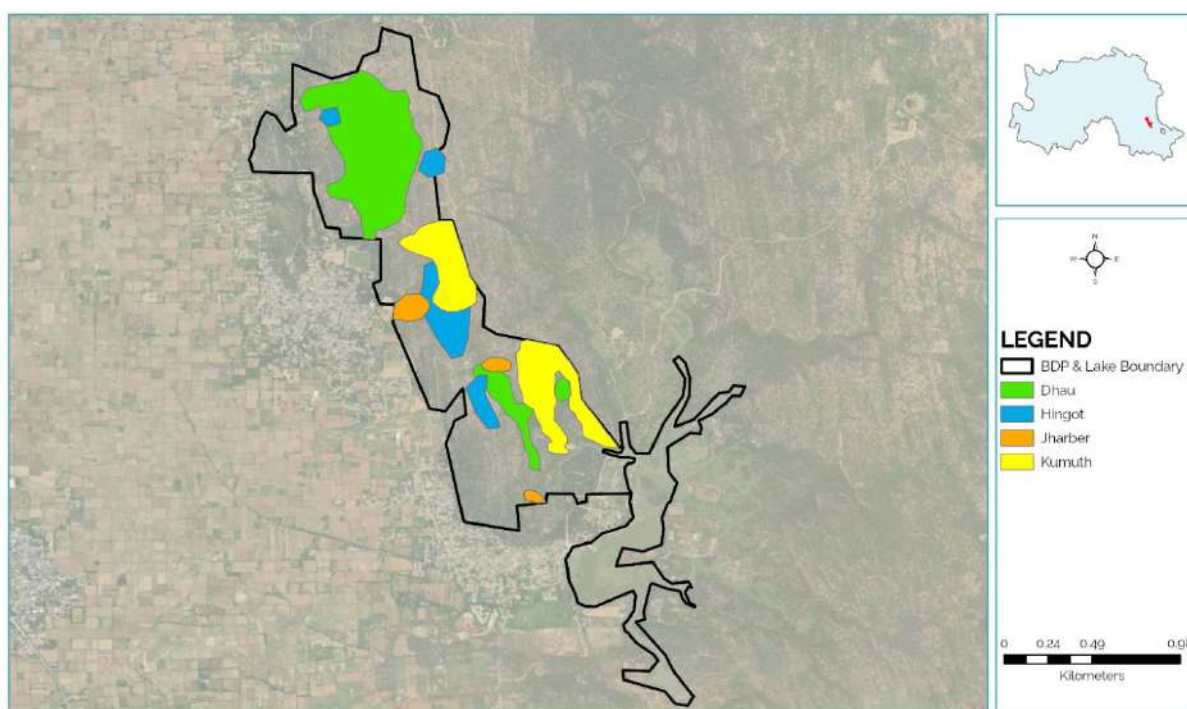 N
W E
S
LEGEND
BDP & Lake Boundary
Dhau
Hingot
Jharber
Kumuth
0 0.24 0.49
Kilometers